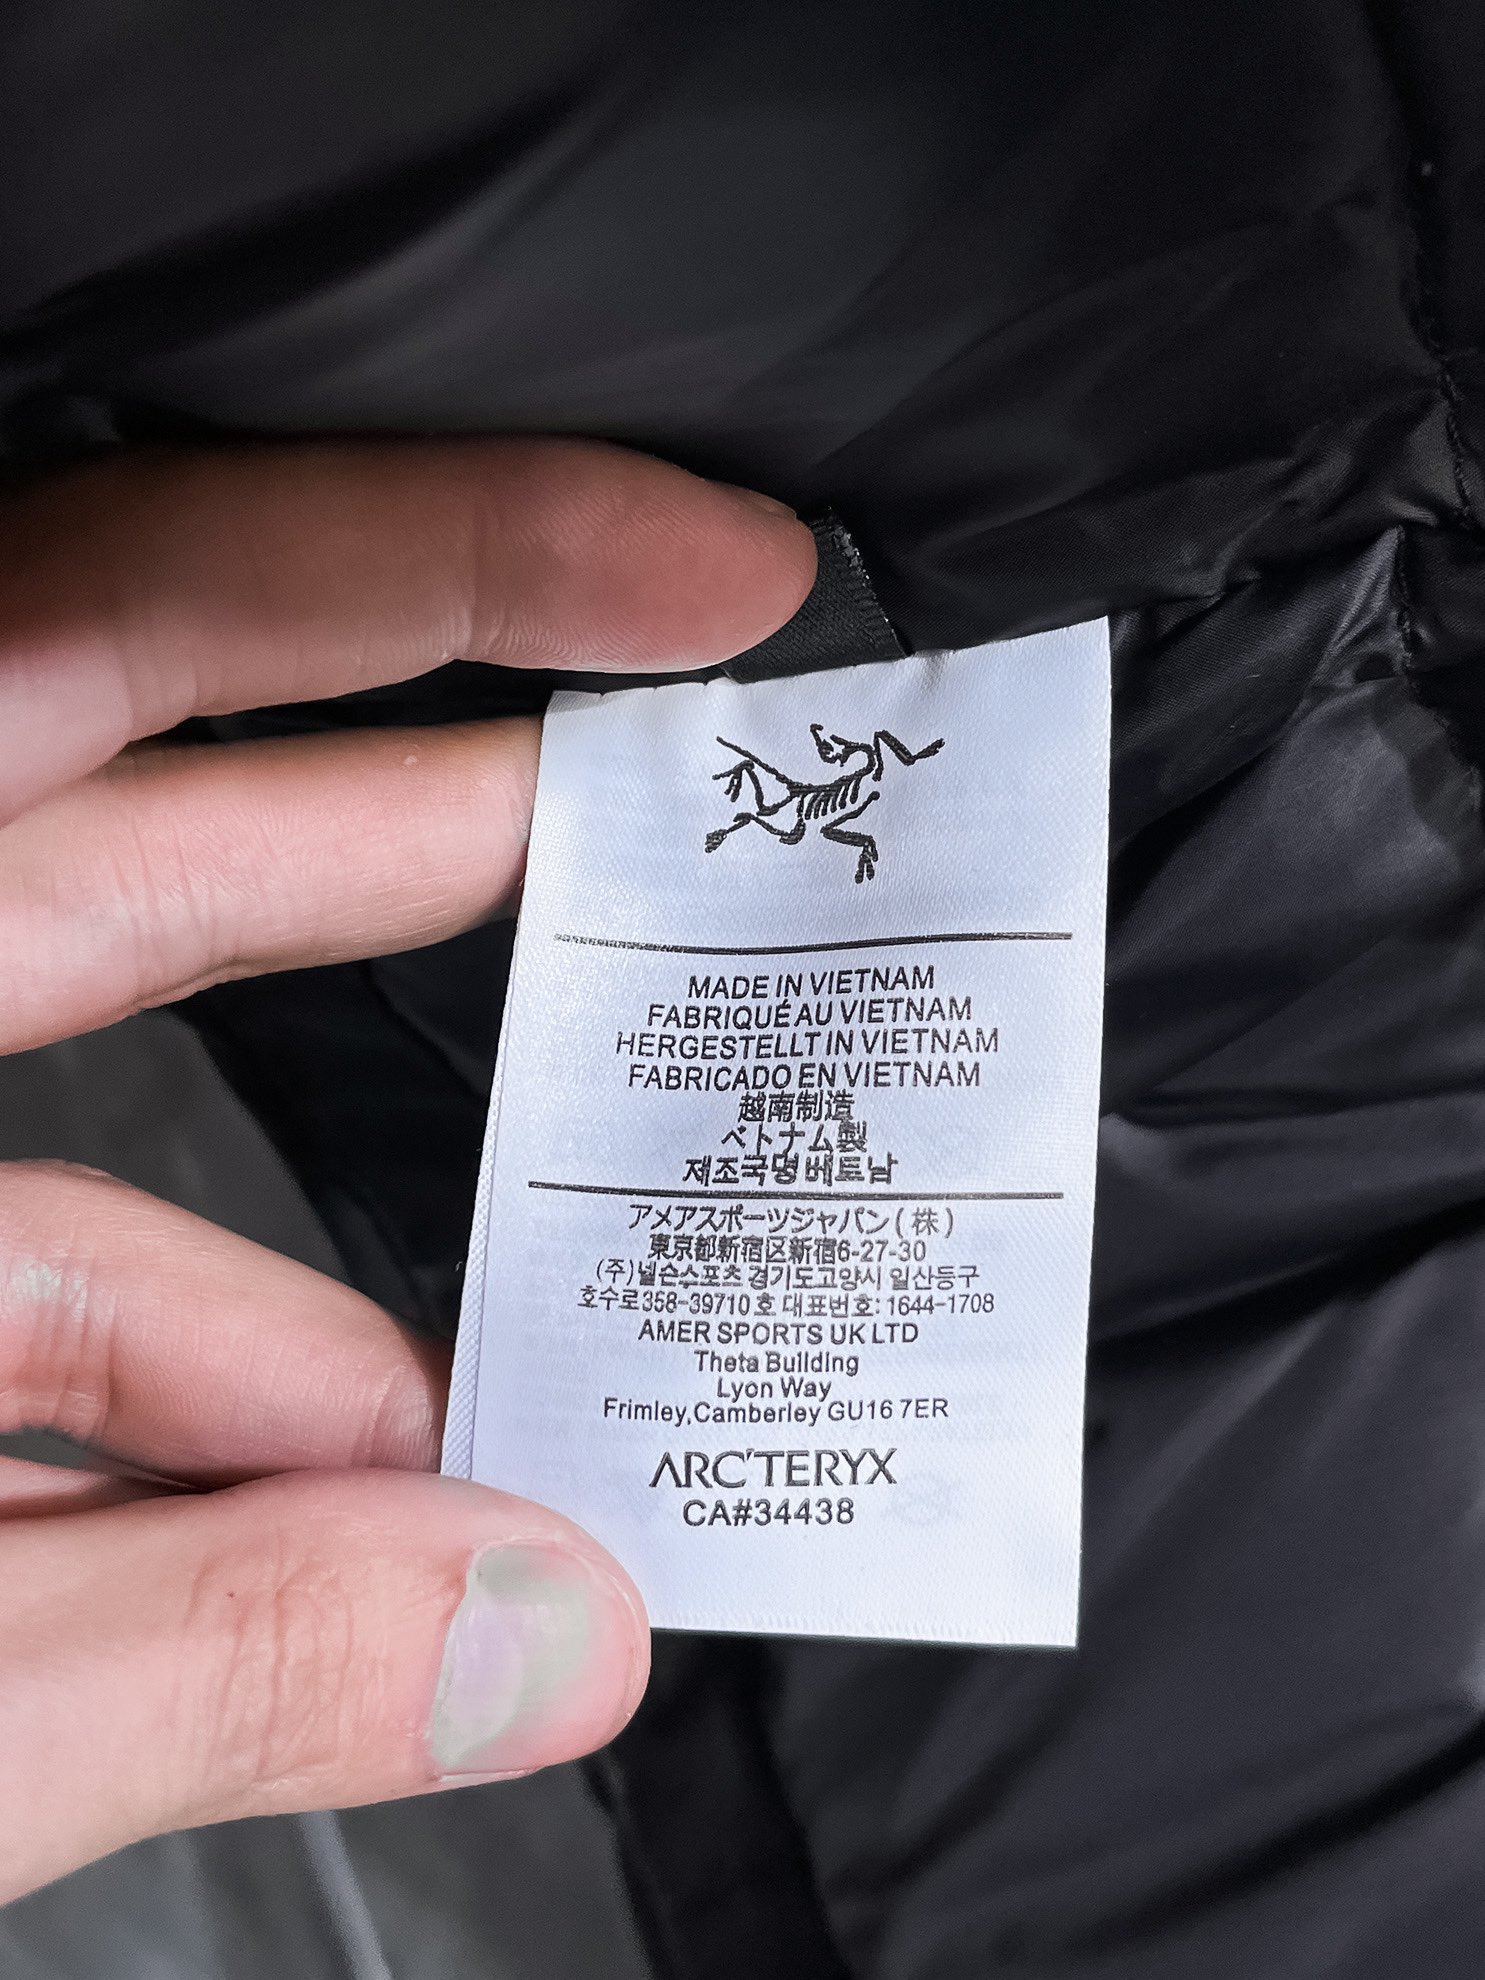 MADE IN VIETNAM
FABRIQUÉ AU VIETNAM
HERGESTELLT IN VIETNAM
FABRICADO EN VIETNAM
越南制造
ベトナム製
제조국명 베트남
アメアスポーツジャパン(株)
東京都新宿区新宿6-27-30
(주)넬슨스포츠 경기도고양시 일산동구
호수로358-39710호 대표번호: 1644-1708
AMER SPORTS UK LTD
Theta Building
Lyon Way
Frimley,Camberley GU16 7ER
ARC'TERYX
CA#34438